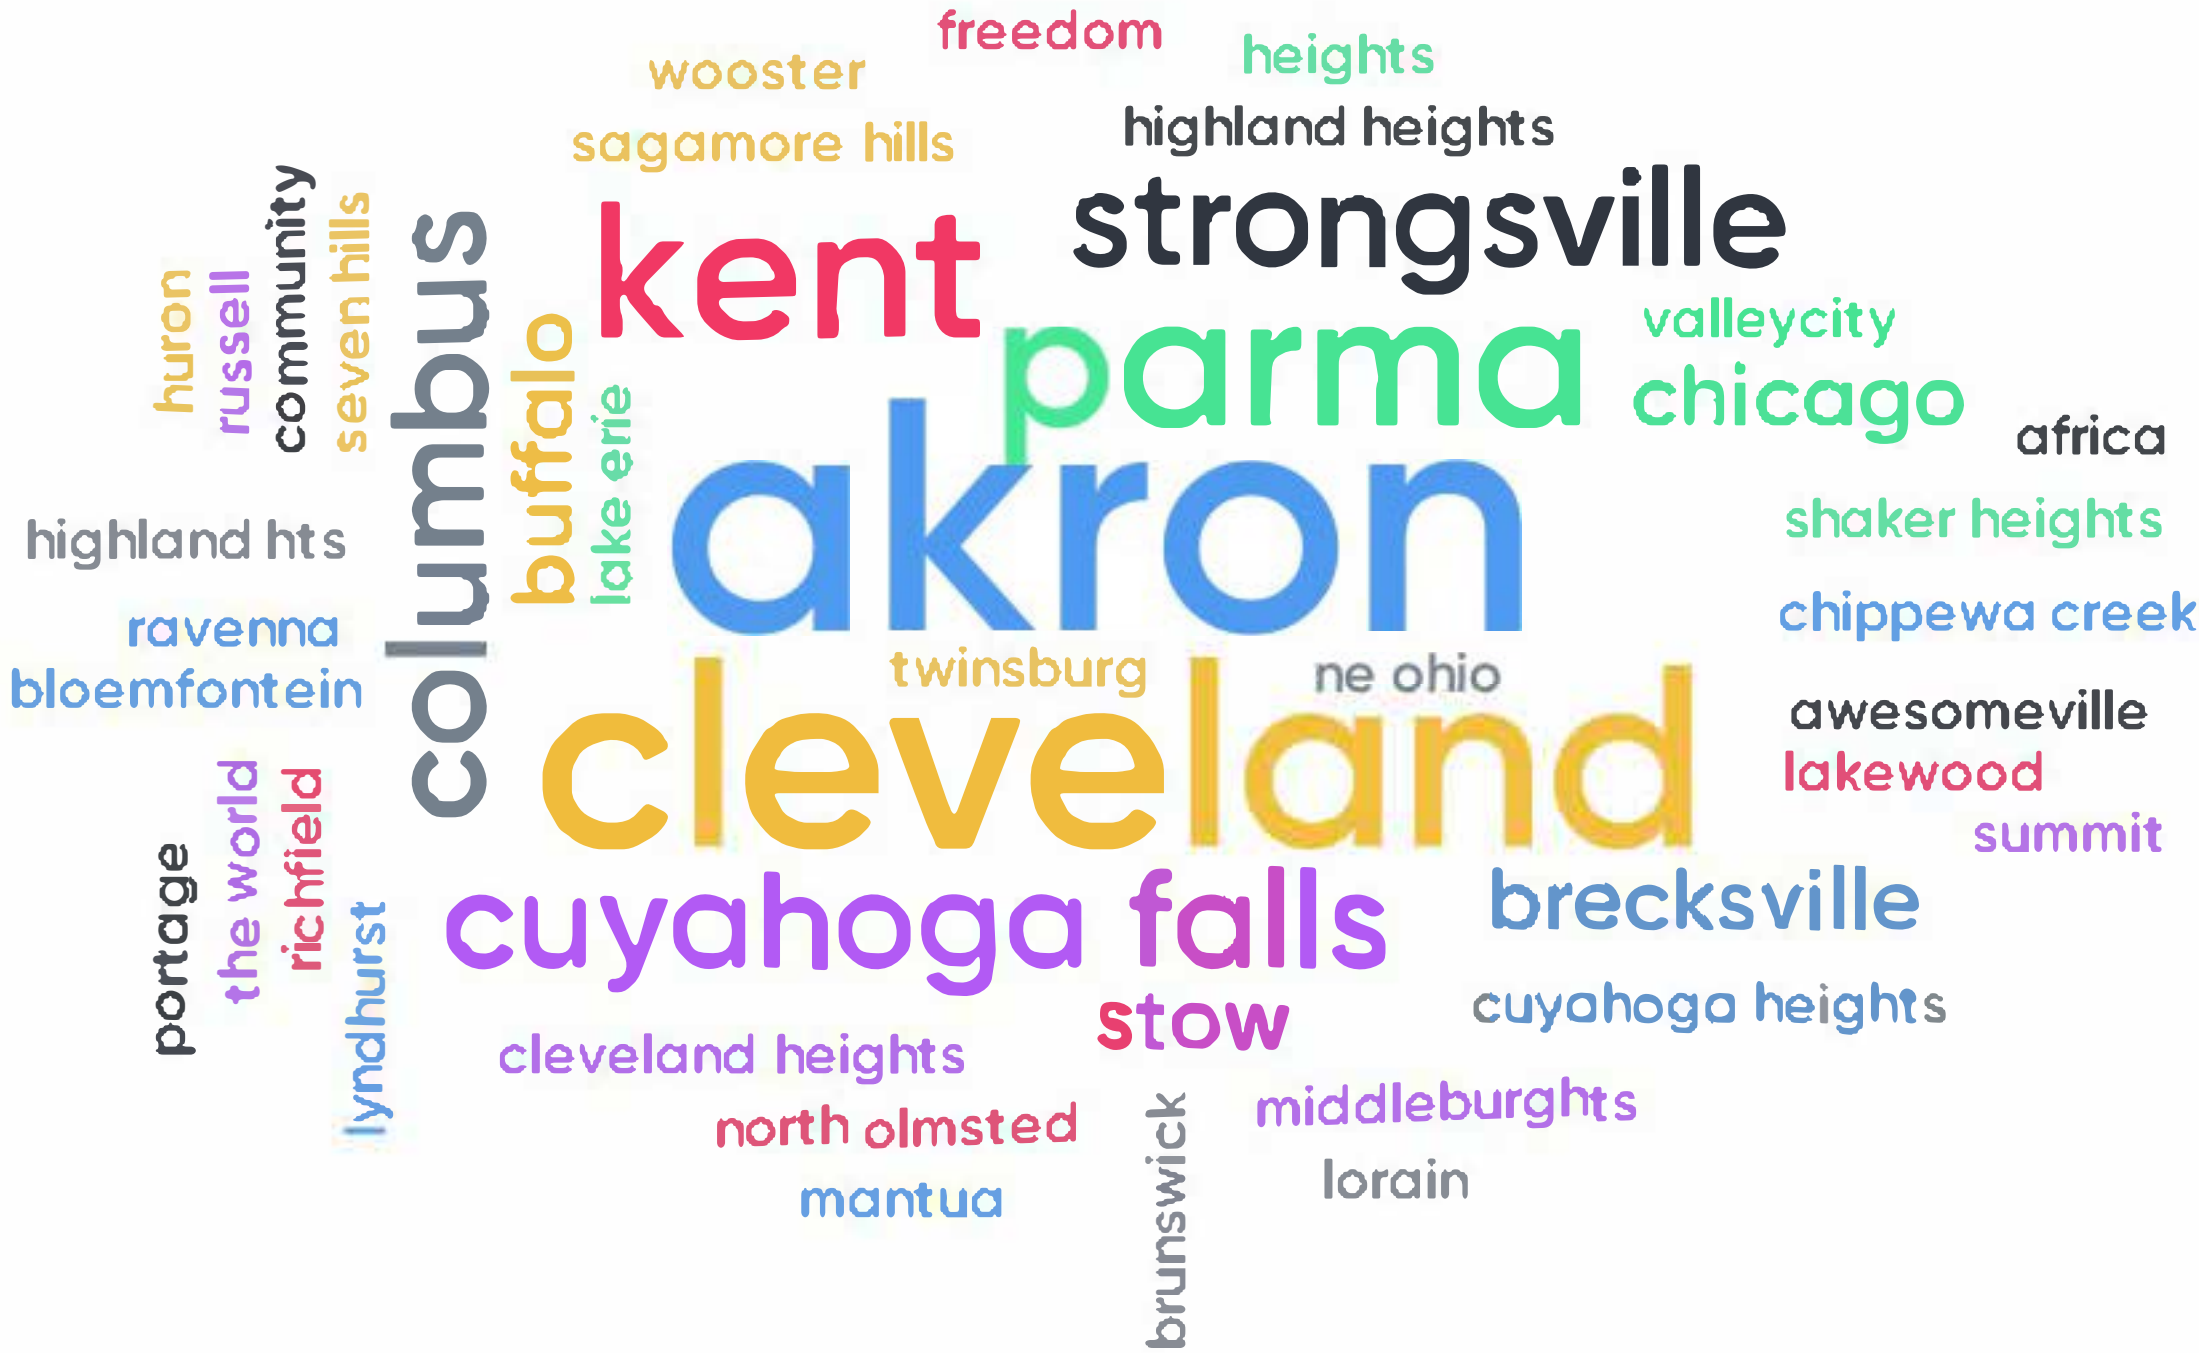 freedom
heights
wooster
highland heights
sagamore hills
strongsville
kent
community
seven hills
columbus
huron
russell
valleycity
parma
buffalo
chicago
lake erie
africa
akron
shaker heights
highland hts
chippewa creek
ravenna
twinsburg
ne ohio
bloemfontein
awesomeville
cleveland
lakewood
the world
richfield
summit
portage
cuyahoga falls
brecksville
lyndhurst
stow
cuyahoga heights
cleveland heights
middleburghts
north olmsted
brunswick
lorain
mantua